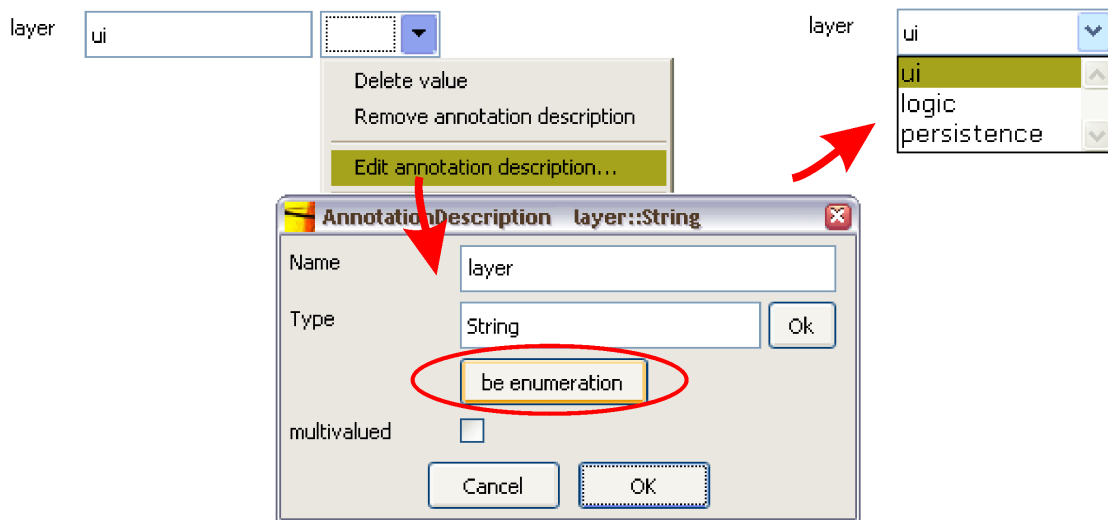 layer
ui
Delete value
Remove annotation description
Edit annotation description...
layer
ui
ui
logic
persistence
AnnotationDescription layer::String
Name
layer
Type
String
Ok
be enumeration
multivalued
Cancel
OK